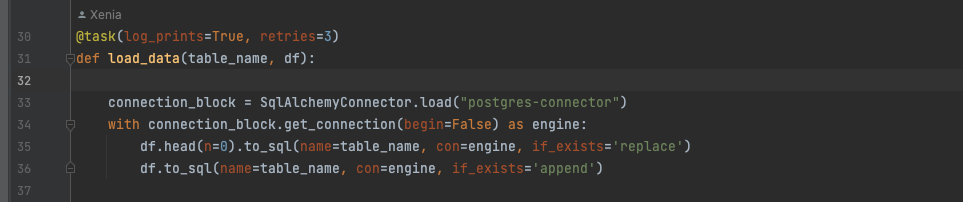 Xenia
30 @task(log_prints=True, retries=3)
31 def load_data(table_name, df):
32
33     connection_block = SqlAlchemyConnector.load("postgres-connector")
34     with connection_block.get_connection(begin=False) as engine:
35         df.head(n=0).to_sql(name=table_name, con=engine, if_exists='replace')
36         df.to_sql(name=table_name, con=engine, if_exists='append')
37